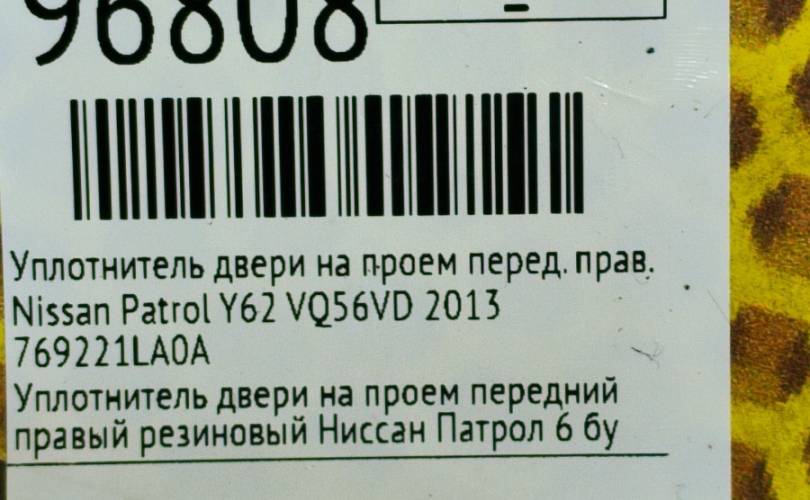 96808
Уплотнитель двери на проем перед. прав.
Nissan Patrol Y62 VQ56VD 2013
769221LA0A
Уплотнитель двери на проем передний
правый резиновый Ниссан Патрол 6 бу